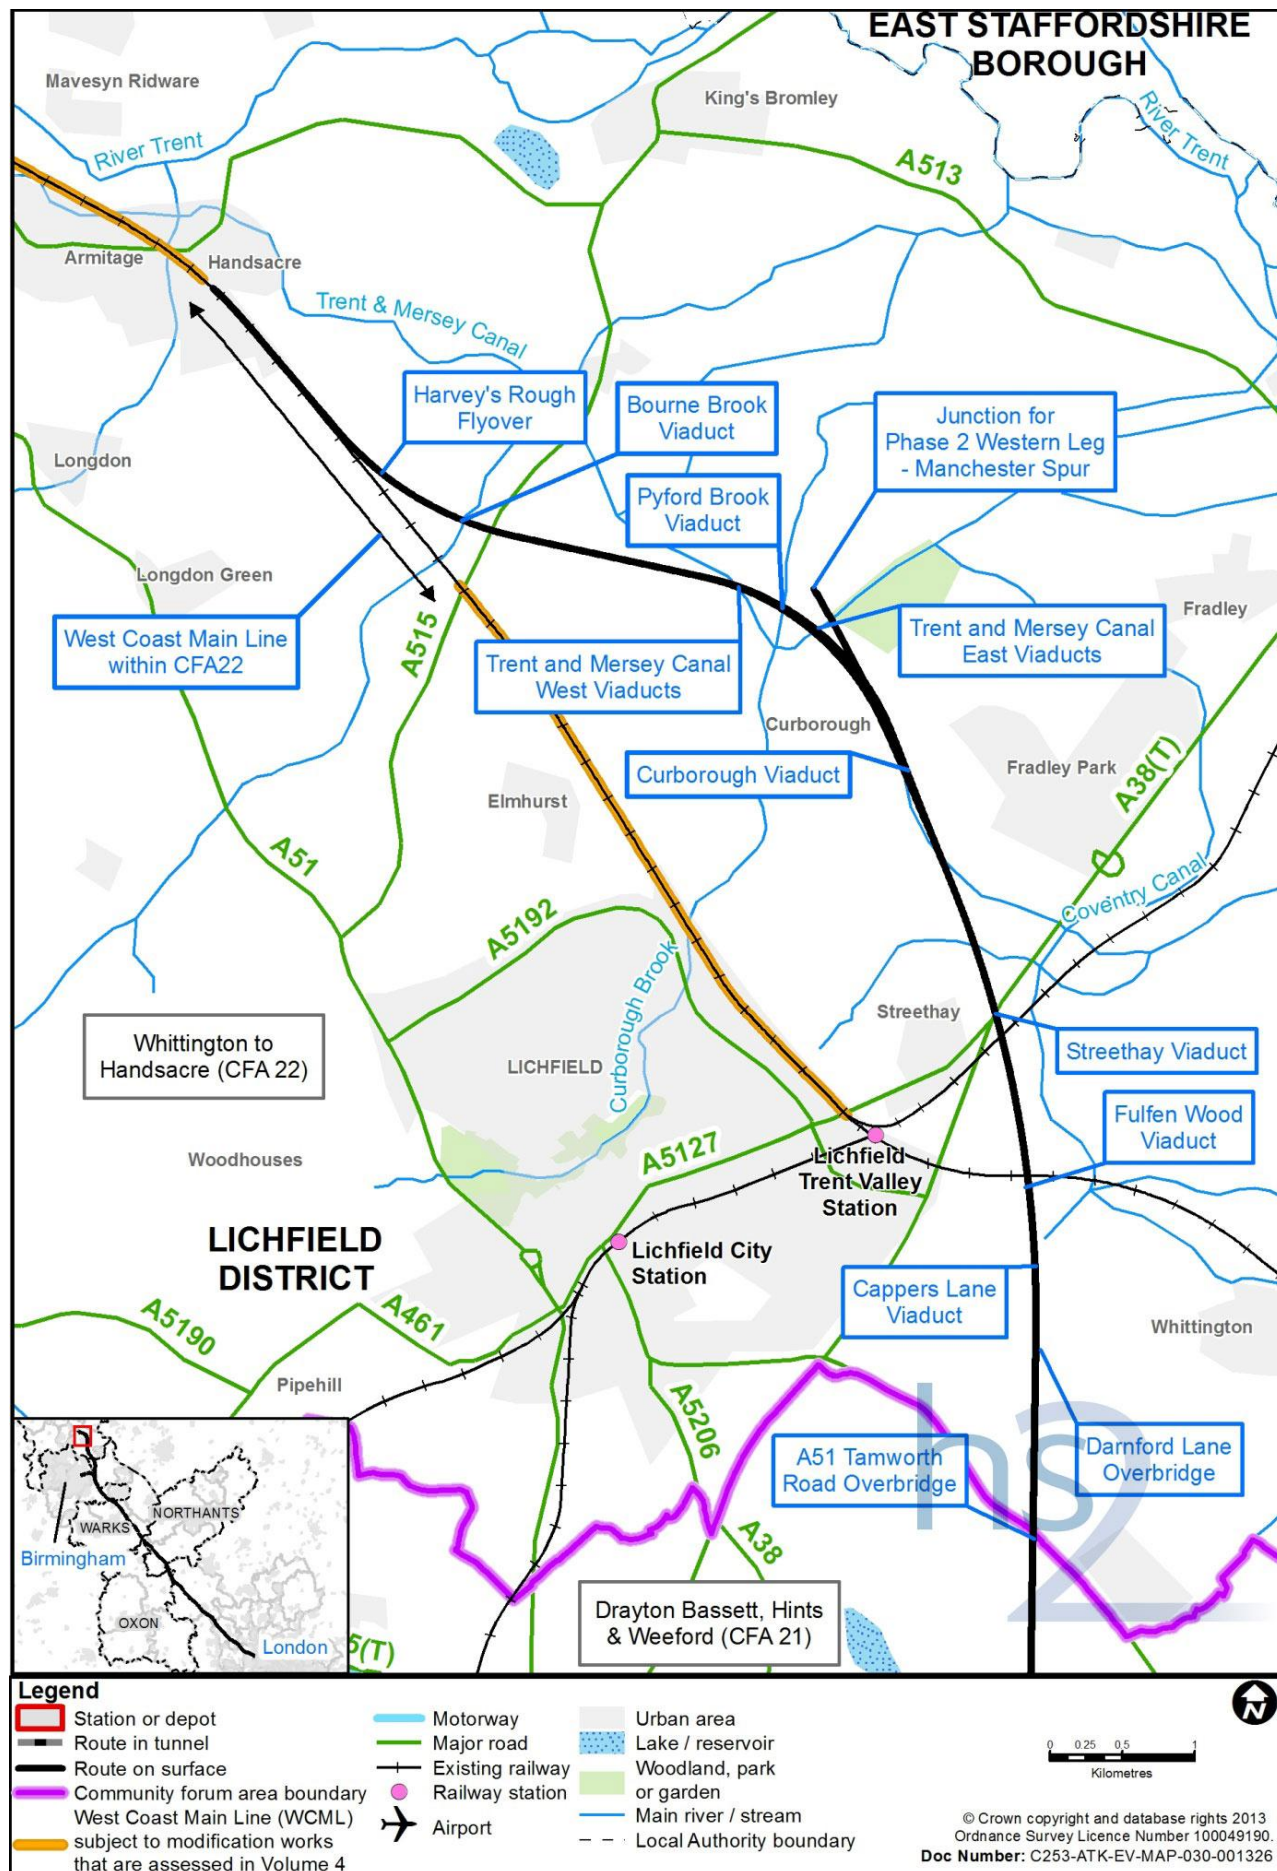 EAST STAFFORDSHIRE
BOROUGH
Mavesyn Ridware
King's Bromley
River Trent
River Trent
A513
Armitage
Handsacre
Trent & Mersey Canal
Harvey's Rough
Flyover
Bourne Brook
Viaduct
Junction for
Phase 2 Western Leg
- Manchester Spur
Longdon
Pyford Brook
Viaduct
Longdon Green
Fradley
West Coast Main Line
within CFA22
A515
Trent and Mersey Canal
West Viaducts
Trent and Mersey Canal
East Viaducts
Curborough
Curborough Viaduct
Fradley Park
A38(T)
Elmhurst
A51
A5192
Coventry Canal
Curborough Brook
Streethay
Whittington to
Handsacre (CFA 22)
LICHFIELD
Streethay Viaduct
Fulfen Wood
Viaduct
Woodhouses
A5127
Lichfield
Trent Valley
Station
LICHFIELD
DISTRICT
Lichfield City
Station
Cappers Lane
Viaduct
A5190
A461
Whittington
Pipehill
A5206
hs2
A51 Tamworth
Road Overbridge
Darnford Lane
Overbridge
NORTHANTS
WARKS
Birmingham
OXON
London
A38
5(T)
Drayton Bassett, Hints
& Weeford (CFA 21)
Legend
Station or depot
Route in tunnel
Route on surface
Community forum area boundary
West Coast Main Line (WCML)
subject to modification works
that are assessed in Volume 4
Motorway
Major road
Existing railway
Railway station
Airport
Urban area
Lake / reservoir
Woodland, park
or garden
Main river / stream
Local Authority boundary
N
0 0.25 0.5 1
Kilometres
© Crown copyright and database rights 2013
Ordnance Survey Licence Number 100049190.
Doc Number: C253-ATK-EV-MAP-030-001326